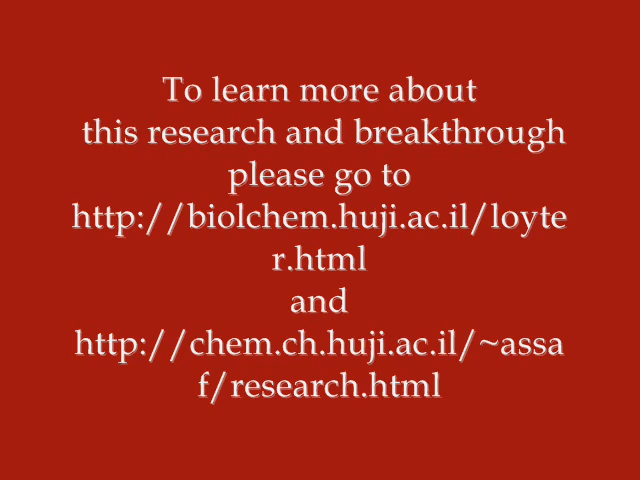 To learn more about
this research and breakthrough
please go to
http://biolchem.huji.ac.il/loyte
r.html
and
http://chem.ch.huji.ac.il/~assa
f/research.html